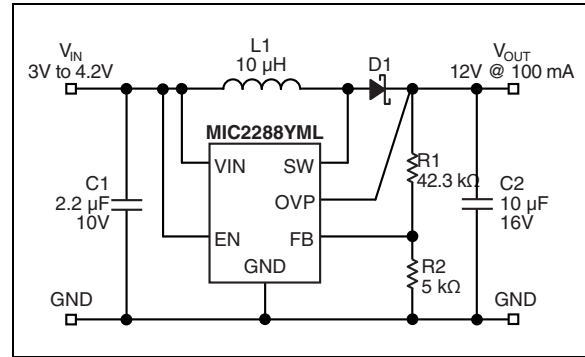 V_IN
3V to 4.2V
L1
10 µH
D1
V_OUT
12V @ 100 mA
MIC2288YML
VIN
SW
OVP
EN
FB
GND
C1
2.2 µF
10V
R1
42.3 kΩ
C2
10 µF
16V
R2
5 kΩ
GND
GND